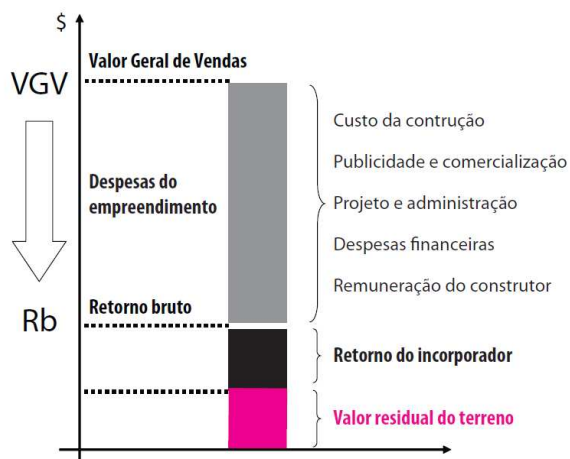 $
Valor Geral de Vendas
VGV
Custo da contrução
Publicidade e comercialização
Despesas do
empreendimento
Projeto e administração
Despesas financeiras
Remuneração do construtor
Retorno bruto
Rb
Retorno do incorporador
Valor residual do terreno